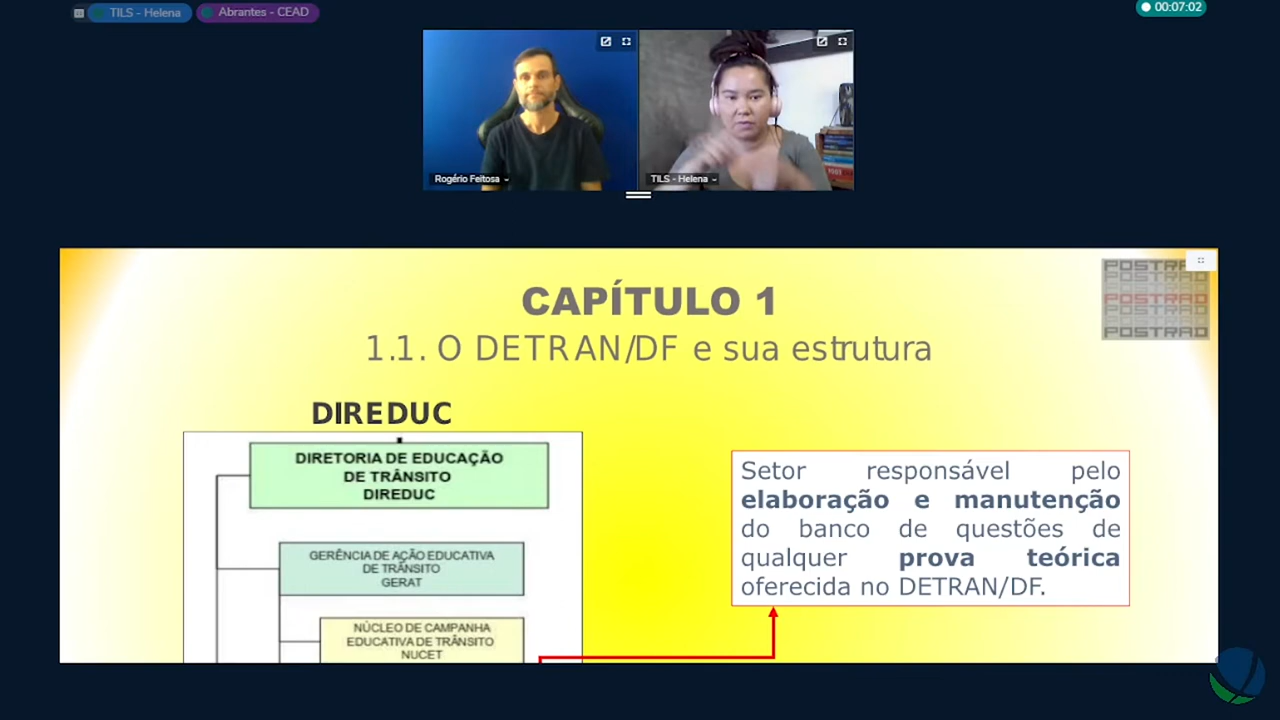 TILS - Helena
Abrantes - CEAD
00:07:02
Rogério Feitosa
TILS - Helena
CAPÍTULO 1
1.1. O DETRAN/DF e sua estrutura
POSTRAD
POSTRAD
POSTRAD
DIREDUC
DIRETORIA DE EDUCAÇÃO
DE TRÂNSITO
DIREDUC
GERÊNCIA DE AÇÃO EDUCATIVA
DE TRÂNSITO
GERAT
NÚCLEO DE CAMPANHA
EDUCATIVA DE TRÂNSITO
NUCET
Setor responsável pelo
elaboração e manutenção
do banco de questões de
qualquer prova teórica
oferecida no DETRAN/DF.